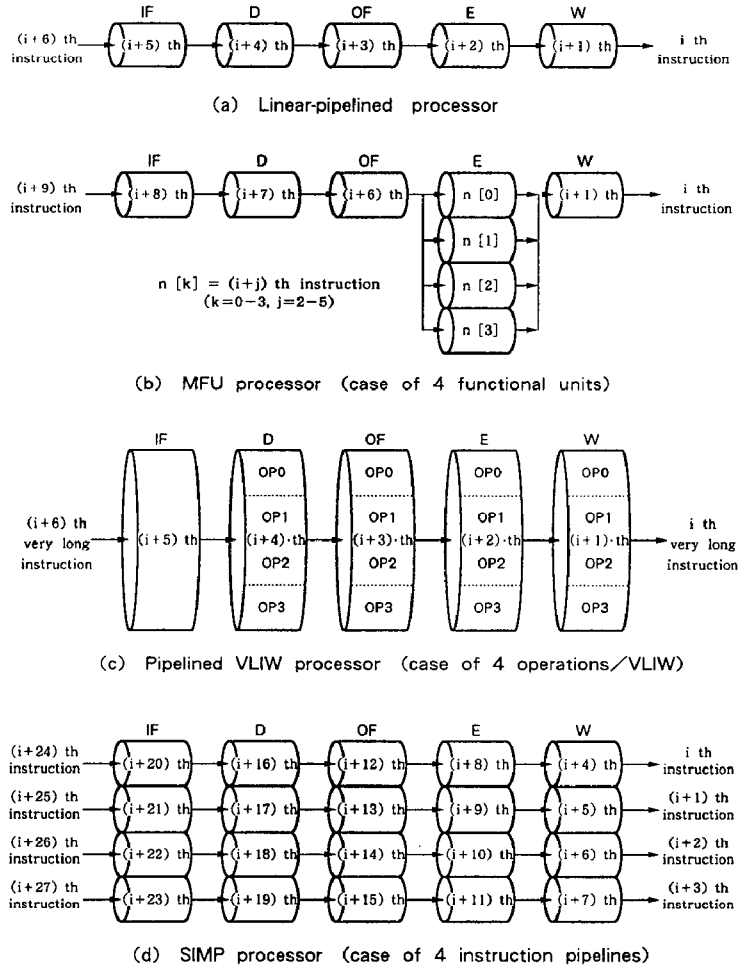 IF D OF E W
(i+6) th instruction (i+5) th (i+4) th (i+3) th (i+2) th (i+1) th i th instruction
(a) Linear-pipelined processor
IF D OF E W
(i+9) th instruction (i+8) th (i+7) th (i+6) th n [0] (i+1) th i th instruction
n [1]
n [k] = (i+j) th instruction
n [2]
(k=0-3, j=2-5)
n [3]
(b) MFU processor (case of 4 functional units)
IF D OF E W
OP0 OP0 OP0 OP0
OP1 OP1 OP1 OP1
(i+6) th very long instruction (i+5) th (i+4)·th (i+3)·th (i+2)·th (i+1)·th i th very long instruction
OP2 OP2 OP2 OP2
OP3 OP3 OP3 OP3
(c) Pipelined VLIW processor (case of 4 operations/VLIW)
IF D OF E W
(i+24) th instruction (i+20) th (i+16) th (i+12) th (i+8) th (i+4) th i th instruction
(i+25) th instruction (i+21) th (i+17) th (i+13) th (i+9) th (i+5) th (i+1) th instruction
(i+26) th instruction (i+22) th (i+18) th (i+14) th (i+10) th (i+6) th (i+2) th instruction
(i+27) th instruction (i+23) th (i+19) th (i+15) th (i+11) th (i+7) th (i+3) th instruction
(d) SIMP processor (case of 4 instruction pipelines)